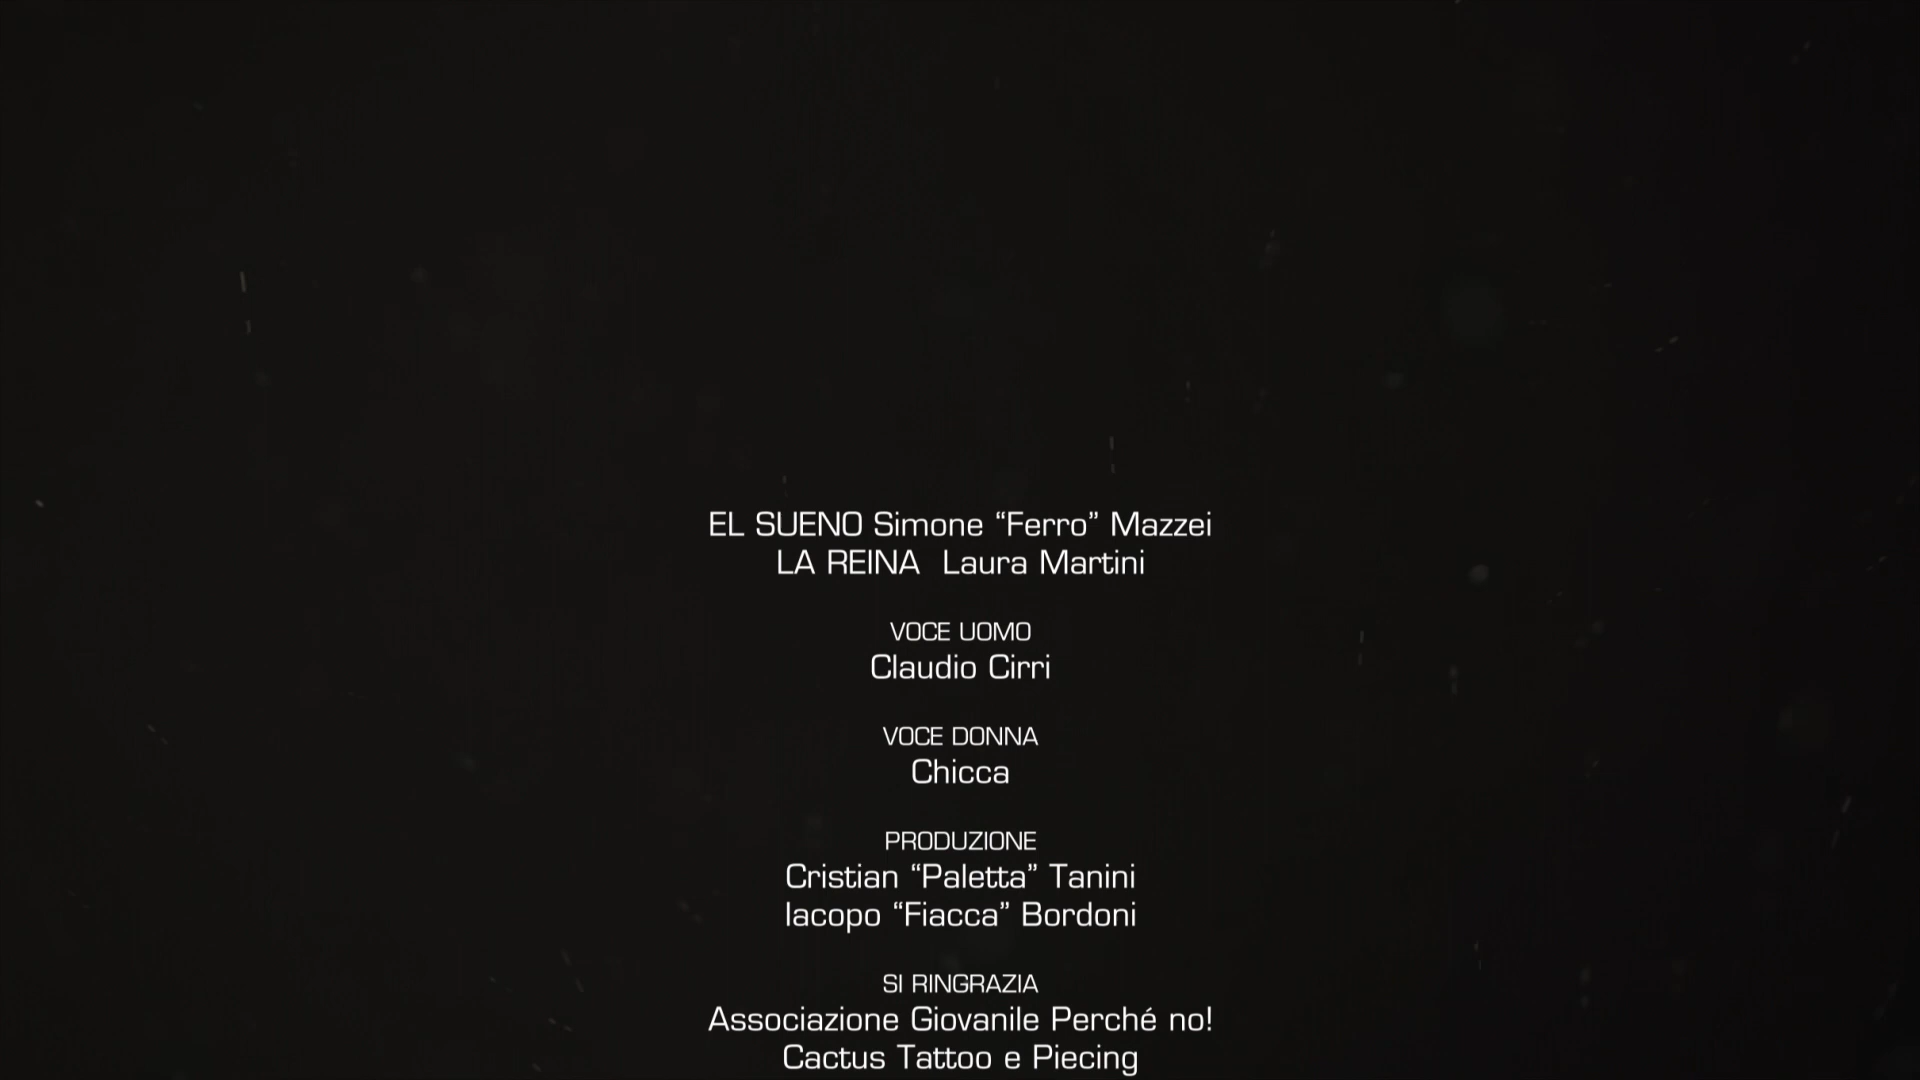 EL SUENO Simone “Ferro” Mazzei
LA REINA  Laura Martini
VOCE UOMO
Claudio Cirri
VOCE DONNA
Chicca
PRODUZIONE
Cristian “Paletta” Tanini
Iacopo “Fiacca” Bordoni
SI RINGRAZIA
Associazione Giovanile Perché no!
Cactus Tattoo e Piecing